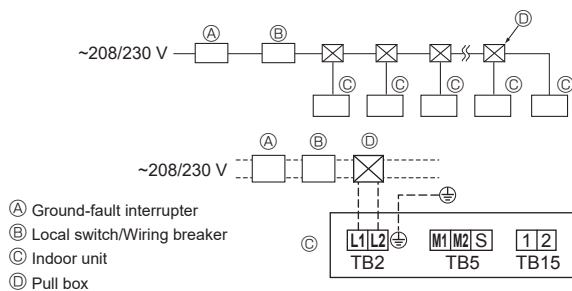 Ⓐ Ⓑ Ⓓ
~208/230 V
Ⓒ Ⓒ Ⓒ Ⓒ Ⓒ
Ⓐ Ⓑ Ⓓ
~208/230 V
Ⓐ Ground-fault interrupter
Ⓑ Local switch/Wiring breaker
Ⓒ Indoor unit
Ⓓ Pull box
Ⓒ L1 L2 M1 M2 S 1 2
TB2 TB5 TB15